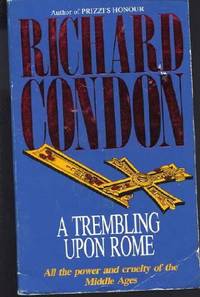 Author of PRIZZI'S HONOUR
RICHARD
CONDON
A TREMBLING
UPON ROME
All the power and cruelty of the
Middle Ages